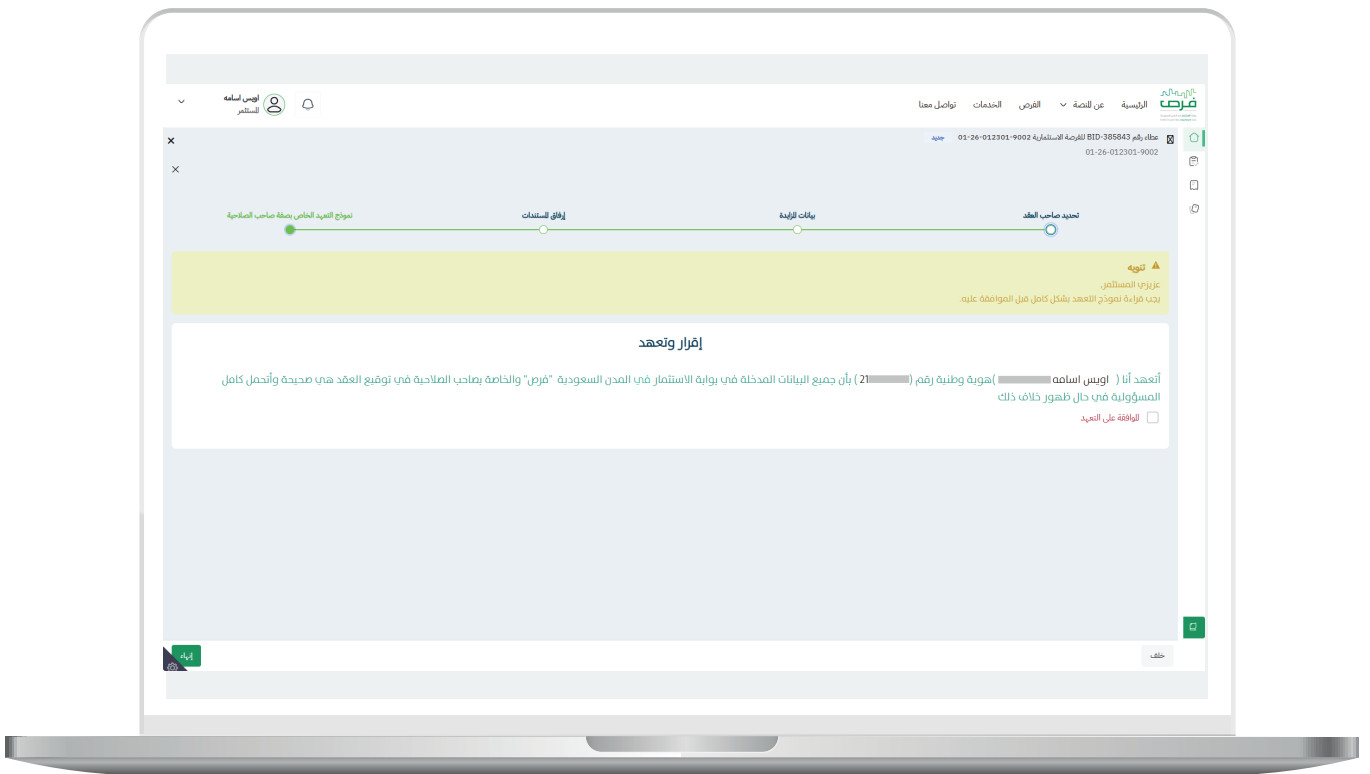 فرص
الرئيسية
عن المنصة
الفرص
الخدمات
تواصل معنا
اويس اسامه
المستثمر
عطاء رقم BID-385843 للفرصة الاستثمارية 9002-012301-26-01
جديد
01-26-012301-9002
تحديد صاحب العقد
بيانات المزايدة
إرفاق المستندات
نموذج التعهد الخاص بصفة صاحب الصلاحية
تنويه
عزيزي المستثمر،
يجب قراءة نموذج التعهد بشكل كامل قبل الموافقة عليه.
إقرار وتعهد
أتعهد أنا ( اويس اسامه )هوية وطنية رقم (21 ) بأن جميع البيانات المدخلة في بوابة الاستثمار في المدن السعودية "فرص" والخاصة بصاحب الصلاحية في توقيع العقد هي صحيحة وأتحمل كامل
المسؤولية في حال ظهور خلاف ذلك
الموافقة على التعهد
خلف
إنهاء